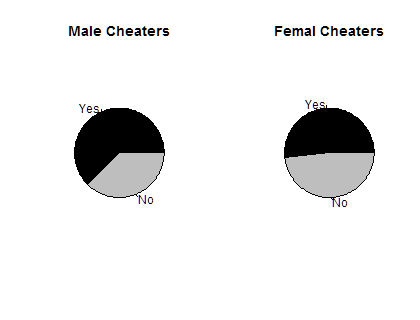 Male Cheaters
Femal Cheaters
Yes
Yes
No
No